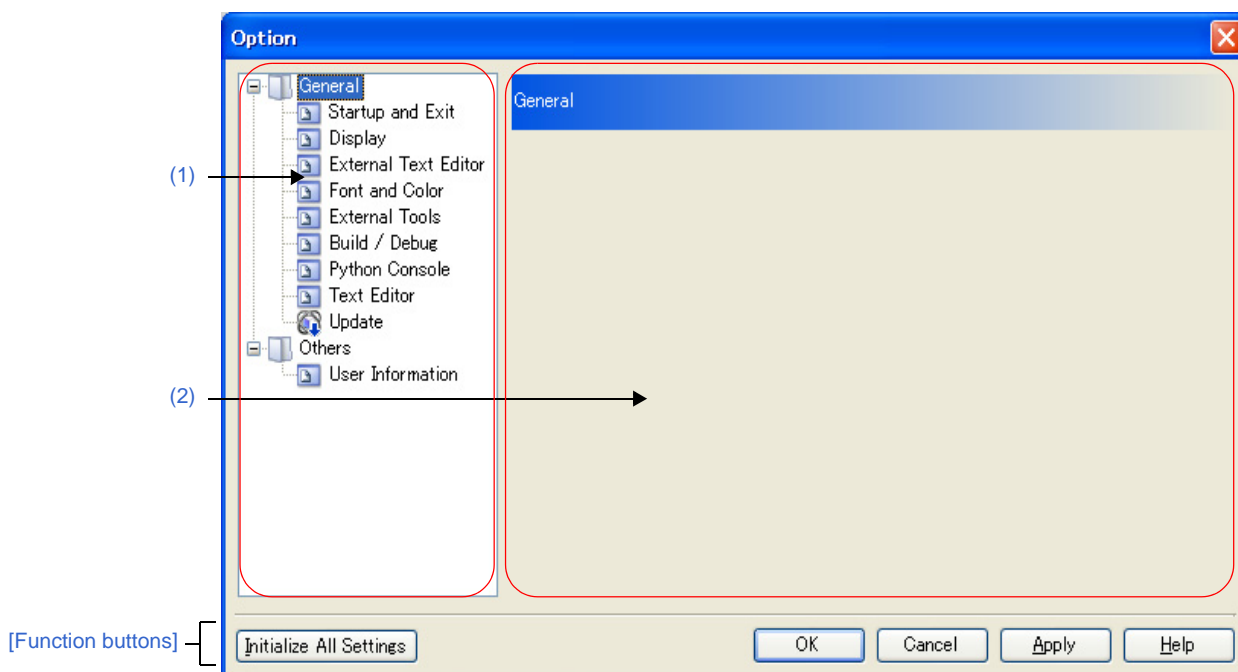 Option
General
General
Startup and Exit
Display
External Text Editor
(1)
Font and Color
External Tools
Build / Debug
Python Console
Text Editor
Update
Others
User Information
(2)
[Function buttons]
Initialize All Settings
OK
Cancel
Apply
Help